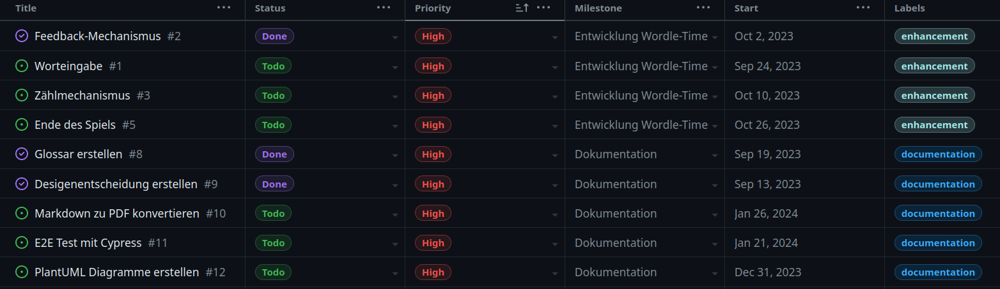 Title Status Priority Milestone Start Labels
Feedback-Mechanismus #2 Done High Entwicklung Wordle-Time Oct 2, 2023 enhancement
Worteingabe #1 Todo High Entwicklung Wordle-Time Sep 24, 2023 enhancement
Zählmechanismus #3 Todo High Entwicklung Wordle-Time Oct 10, 2023 enhancement
Ende des Spiels #5 Todo High Entwicklung Wordle-Time Oct 26, 2023 enhancement
Glossar erstellen #8 Done High Dokumentation Sep 19, 2023 documentation
Desigenentscheidung erstellen #9 Done High Dokumentation Sep 13, 2023 documentation
Markdown zu PDF konvertieren #10 Todo High Dokumentation Jan 26, 2024 documentation
E2E Test mit Cypress #11 Todo High Dokumentation Jan 21, 2024 documentation
PlantUML Diagramme erstellen #12 Todo High Dokumentation Dec 31, 2023 documentation